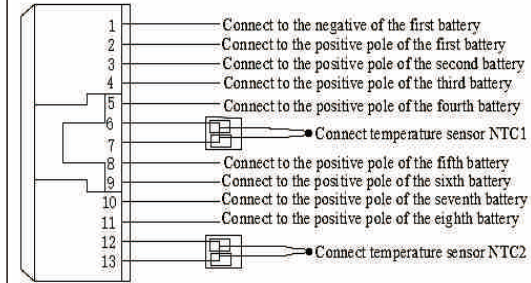 1 Connect to the negative of the first battery
2 Connect to the positive pole of the first battery
3 Connect to the positive pole of the second battery
4 Connect to the positive pole of the third battery
5 Connect to the positive pole of the fourth battery
6
7 Connect temperature sensor NTC1
8 Connect to the positive pole of the fifth battery
9 Connect to the positive pole of the sixth battery
10 Connect to the positive pole of the seventh battery
11 Connect to the positive pole of the eighth battery
12
13 Connect temperature sensor NTC2